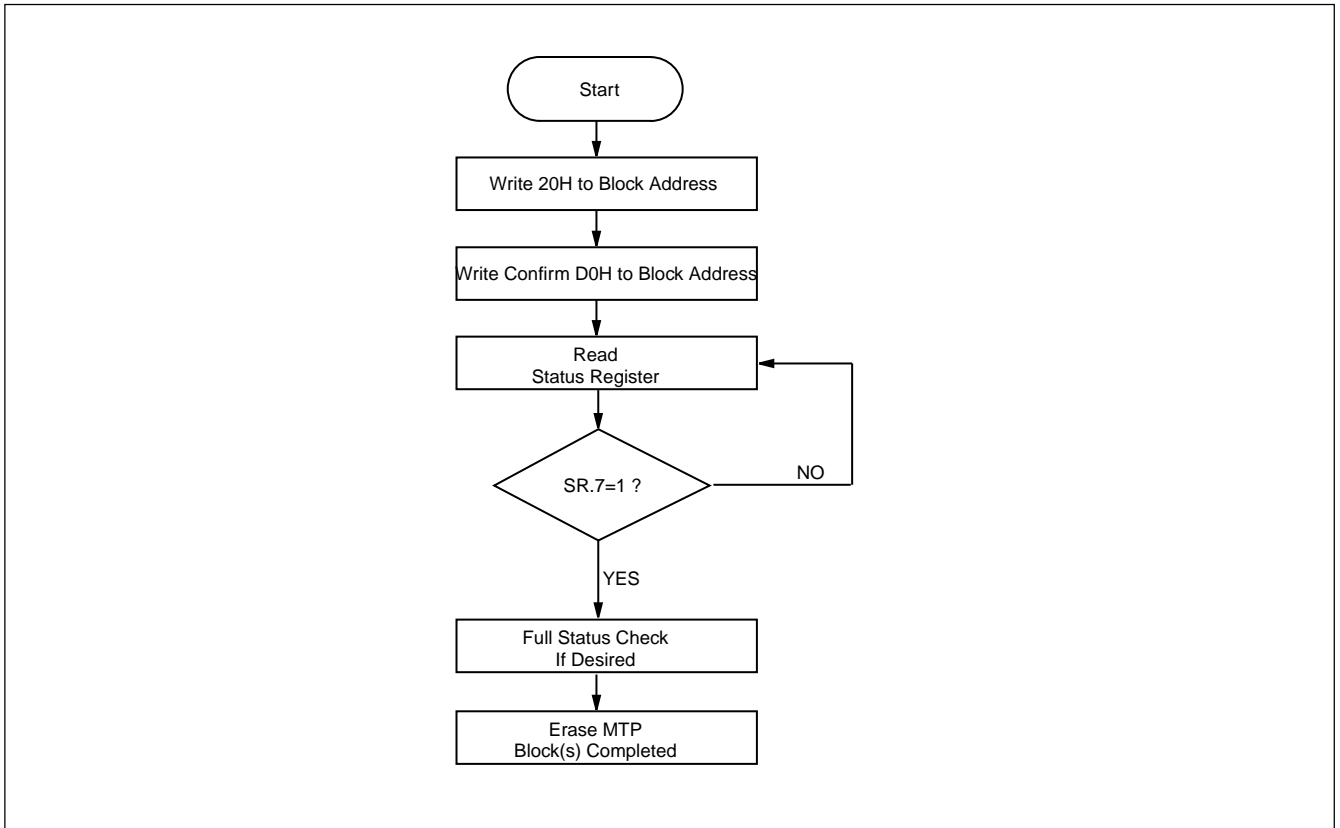 Start
Write 20H to Block Address
Write Confirm D0H to Block Address
Read
Status Register
SR.7=1 ?
NO
YES
Full Status Check
If Desired
Erase MTP
Block(s) Completed